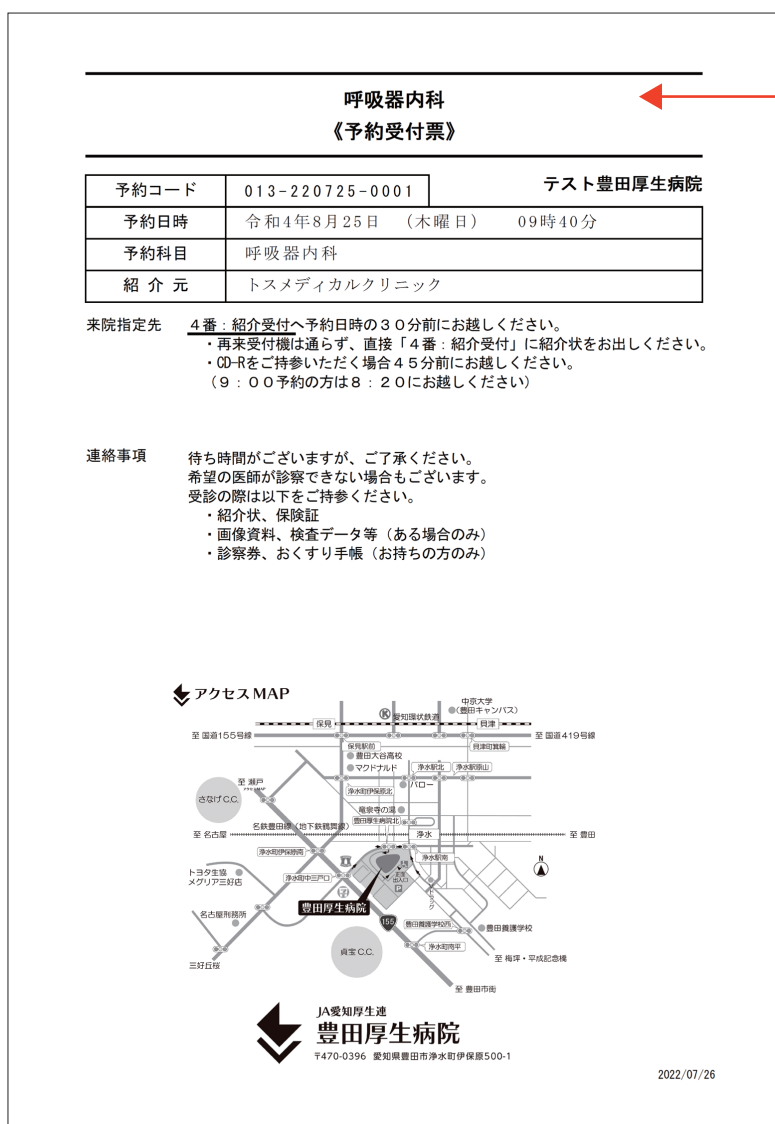 呼吸器内科
《予約受付票》
テスト豊田厚生病院
予約コード 013-220725-0001
予約日時 令和4年8月25日 (木曜日) 09時40分
予約科目 呼吸器内科
紹介元 トスメディカルクリニック
来院指定先 4番:紹介受付へ予約日時の30分前にお越しください。
・再来受付機は通らず、直接「4番:紹介受付」に紹介状をお出しください。
・CD-Rをご持参いただく場合45分前にお越しください。
(9:00予約の方は8:20にお越しください)
連絡事項 待ち時間がございますが、ご了承ください。
希望の医師が診察できない場合もございます。
受診の際は以下をご持参ください。
・紹介状、保険証
・画像資料、検査データ等(ある場合のみ)
・診察券、おくすり手帳(お持ちの方のみ)
アクセスMAP
中京大学
(豊田キャンパス)
愛知環状鉄道
保見
貝津
至 国道155号線
至 国道419号線
保見駅前
貝津町箕輪
豊田大谷高校
マクドナルド
浄水駅北
浄水駅原山
至 瀬戸
バロー
浄水町伊保原北
さなげC.C.
竜泉寺の湯
豊田厚生病院北
名鉄豊田線(地下鉄鶴舞線)
至 名古屋
浄水
至 豊田
浄水町伊保原南
浄水駅南
N
トヨタ生協
メグリア三好店
浄水町中三戸口
P
豊田厚生病院
名古屋刑務所
155
豊田養護学校西
豊田養護学校
貞宝C.C.
浄水町南平
三好丘桜
至 梅坪・平成記念橋
至 豊田市街
JA愛知厚生連
豊田厚生病院
〒470-0396 愛知県豊田市浄水町伊保原500-1
2022/07/26